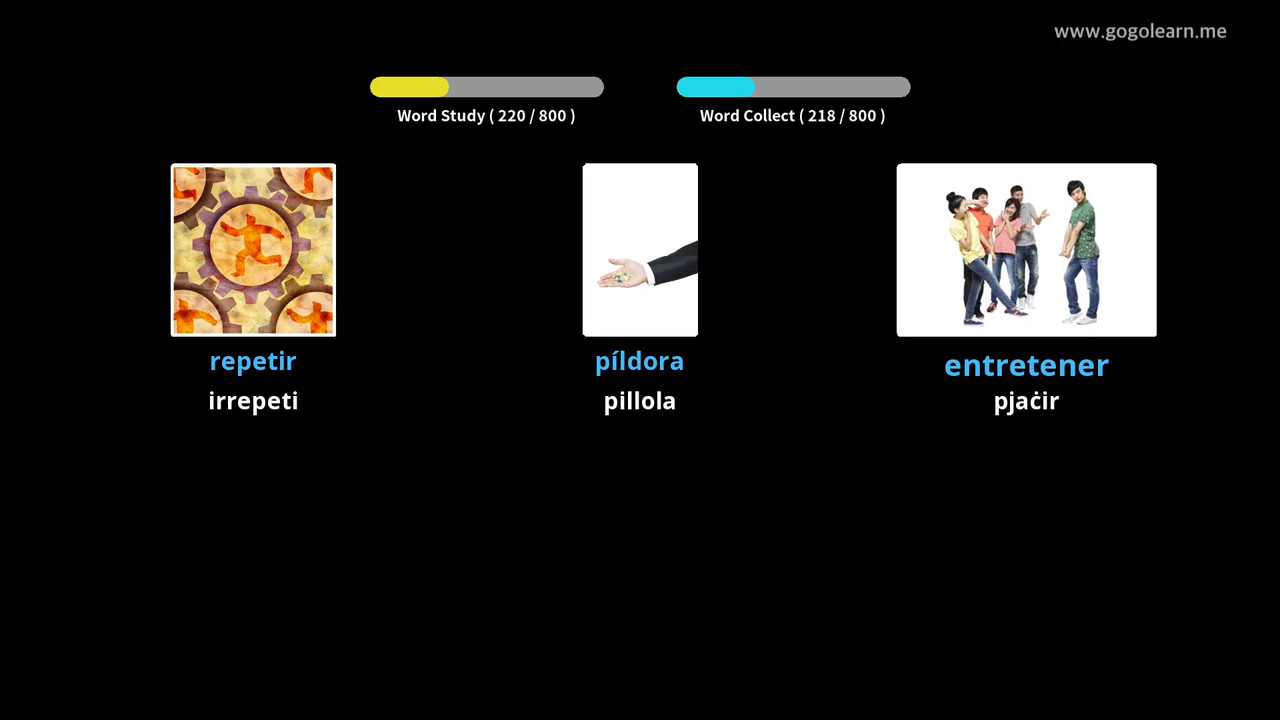 www.gogolearn.me
Word Study ( 220 / 800 )
Word Collect ( 218 / 800 )
repetir
irrepeti
píldora
pillola
entretener
pjaċir